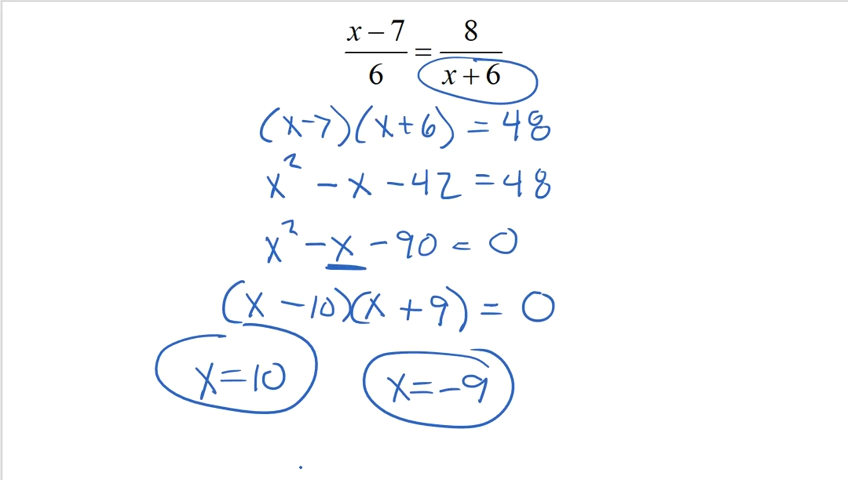 (x-7)/6 = 8/(x+6)
(x-7)(x+6) = 48
x² - x - 42 = 48
x² - x - 90 = 0
(x - 10)(x + 9) = 0
x = 10 x = -9